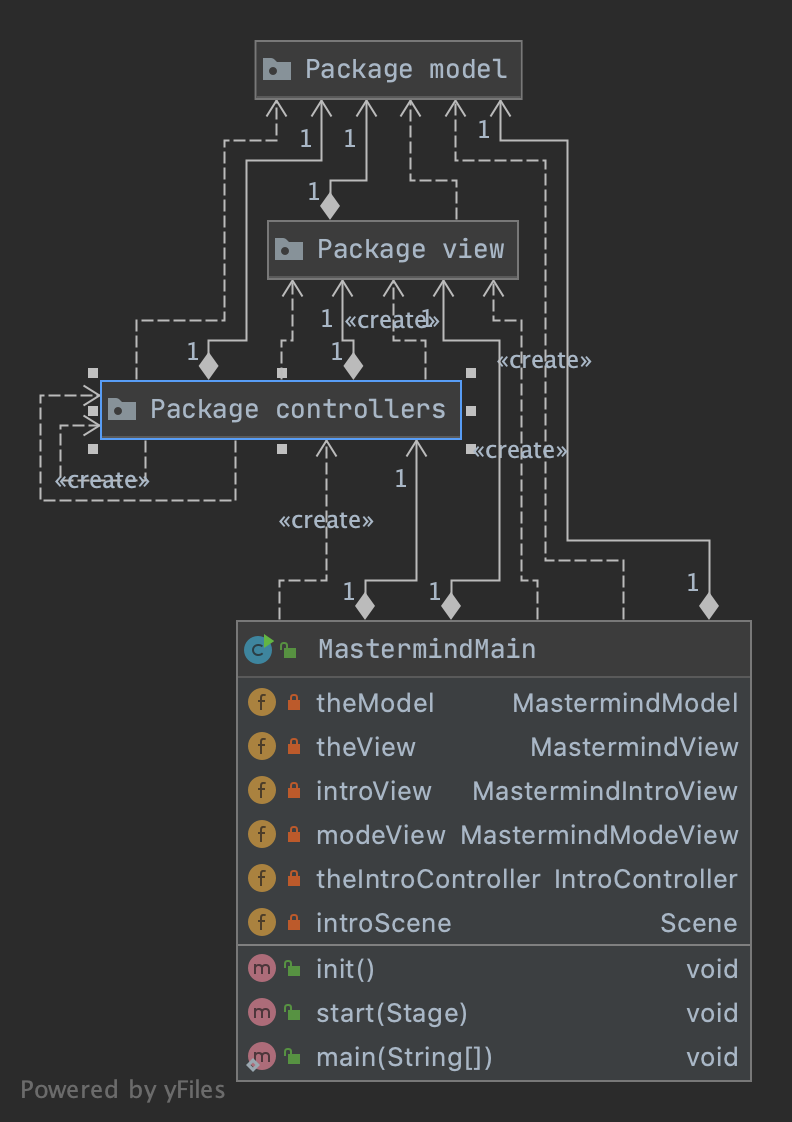 Package model
1
1
1
1
Package view
1
«create»
1
1
1
«create»
Package controllers
«create»
1
«create»
«create»
1
1
1
MastermindMain
theModel MastermindModel
theView MastermindView
introView MastermindIntroView
modeView MastermindModeView
theIntroController IntroController
introScene Scene
init() void
start(Stage) void
main(String[]) void
Powered by yFiles